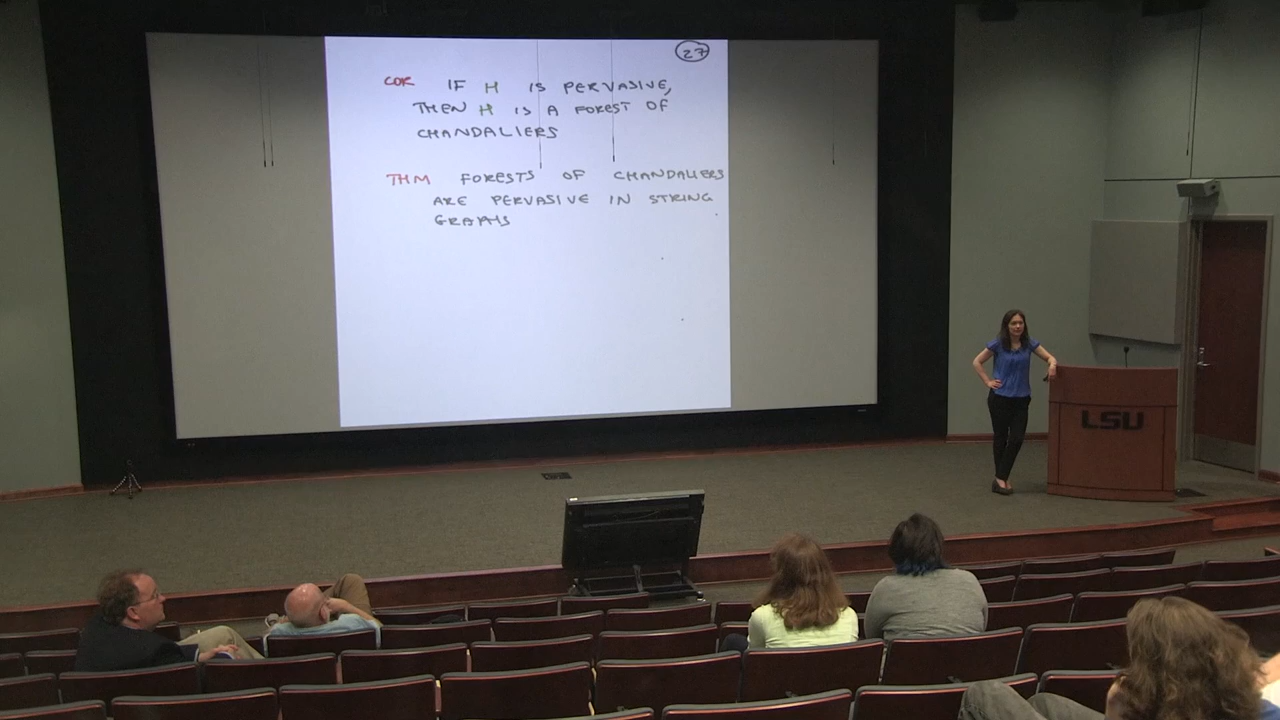 27
COR IF H IS PERVASIVE,
THEN H IS A FOREST OF
CHANDALIERS
THM FORESTS OF CHANDALIERS
ARE PERVASIVE IN STRING
GRAPHS
LSU